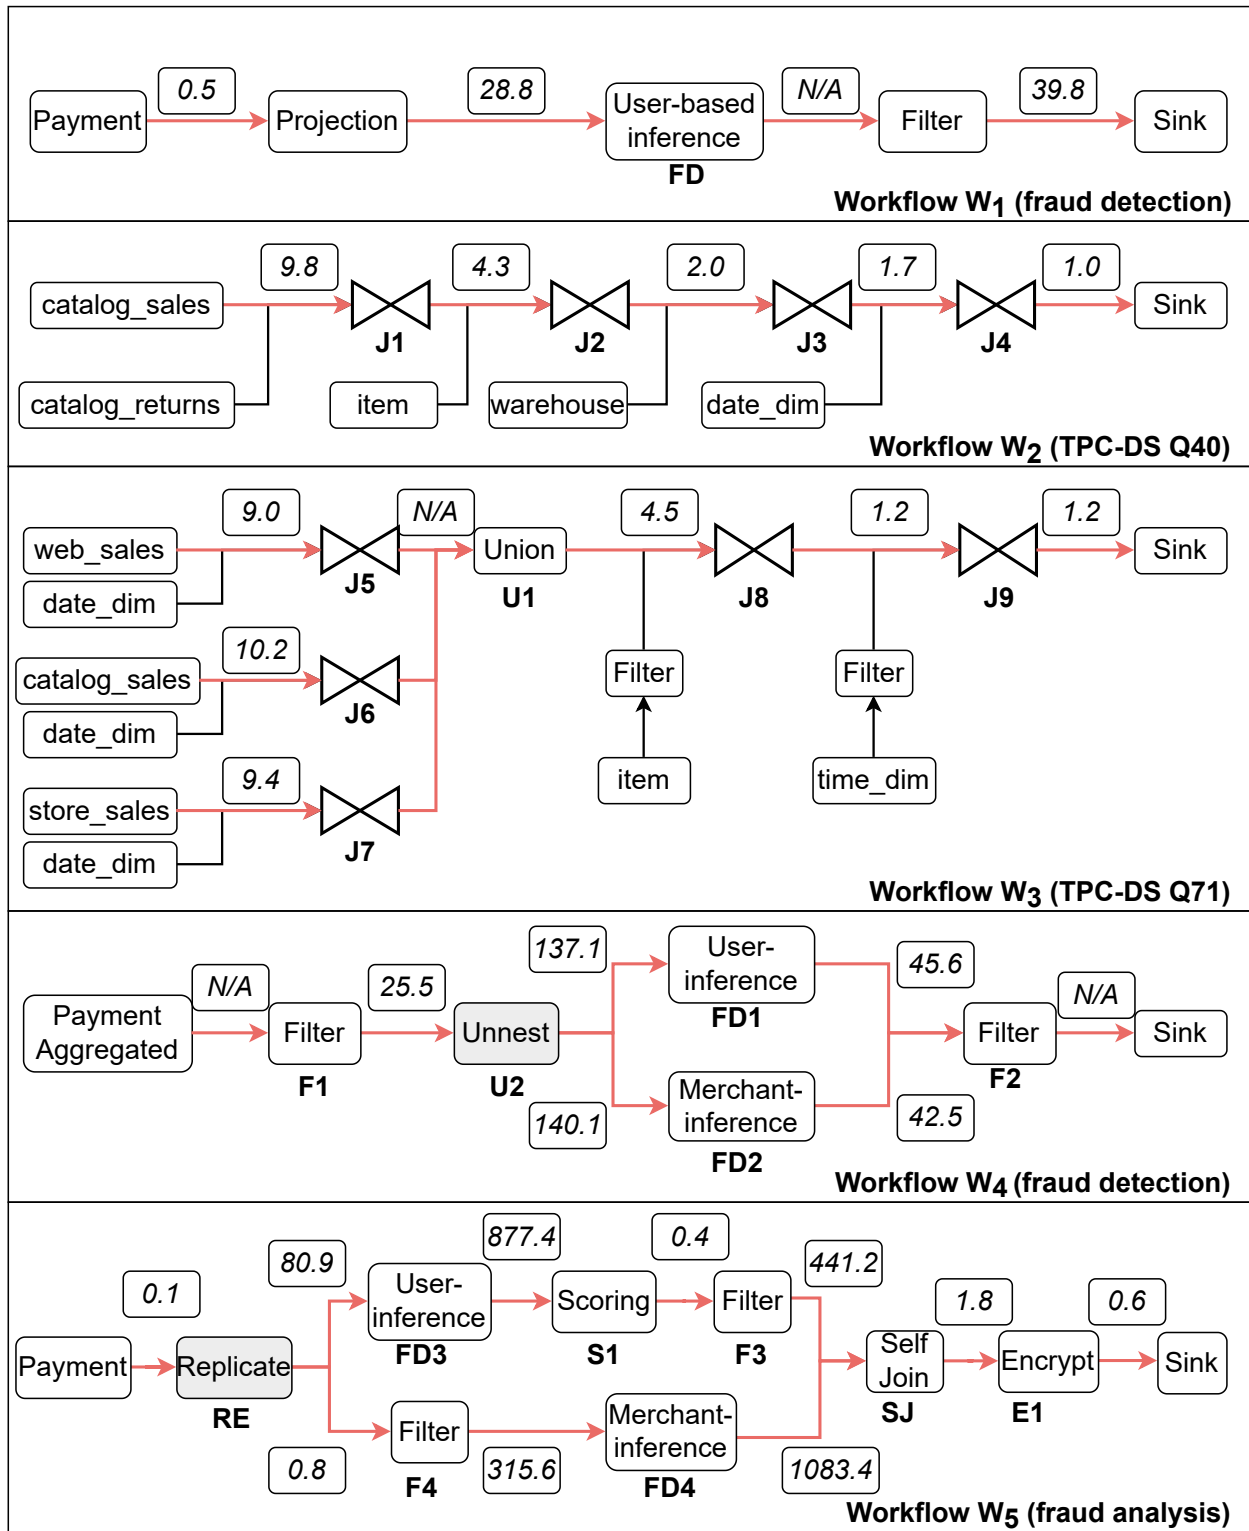 0.5
28.8
N/A
39.8
Payment
Projection
User-based
inference
Filter
Sink
FD
Workflow W1 (fraud detection)
9.8
4.3
2.0
1.7
1.0
catalog_sales
Sink
J1
J2
J3
J4
catalog_returns
item
warehouse
date_dim
Workflow W2 (TPC-DS Q40)
9.0
N/A
4.5
1.2
1.2
web_sales
Union
Sink
date_dim
J5
U1
J8
J9
10.2
catalog_sales
Filter
Filter
date_dim
J6
9.4
item
time_dim
store_sales
date_dim
J7
Workflow W3 (TPC-DS Q71)
N/A
25.5
137.1
User-
inference
45.6
N/A
FD1
Payment
Aggregated
Filter
Unnest
Filter
Sink
F1
U2
F2
140.1
Merchant-
inference
42.5
FD2
Workflow W4 (fraud detection)
0.1
80.9
877.4
0.4
441.2
1.8
0.6
User-
inference
Scoring
Filter
FD3
S1
F3
Payment
Replicate
Self
Join
Encrypt
Sink
RE
SJ
E1
0.8
Filter
315.6
Merchant-
inference
1083.4
F4
FD4
Workflow W5 (fraud analysis)